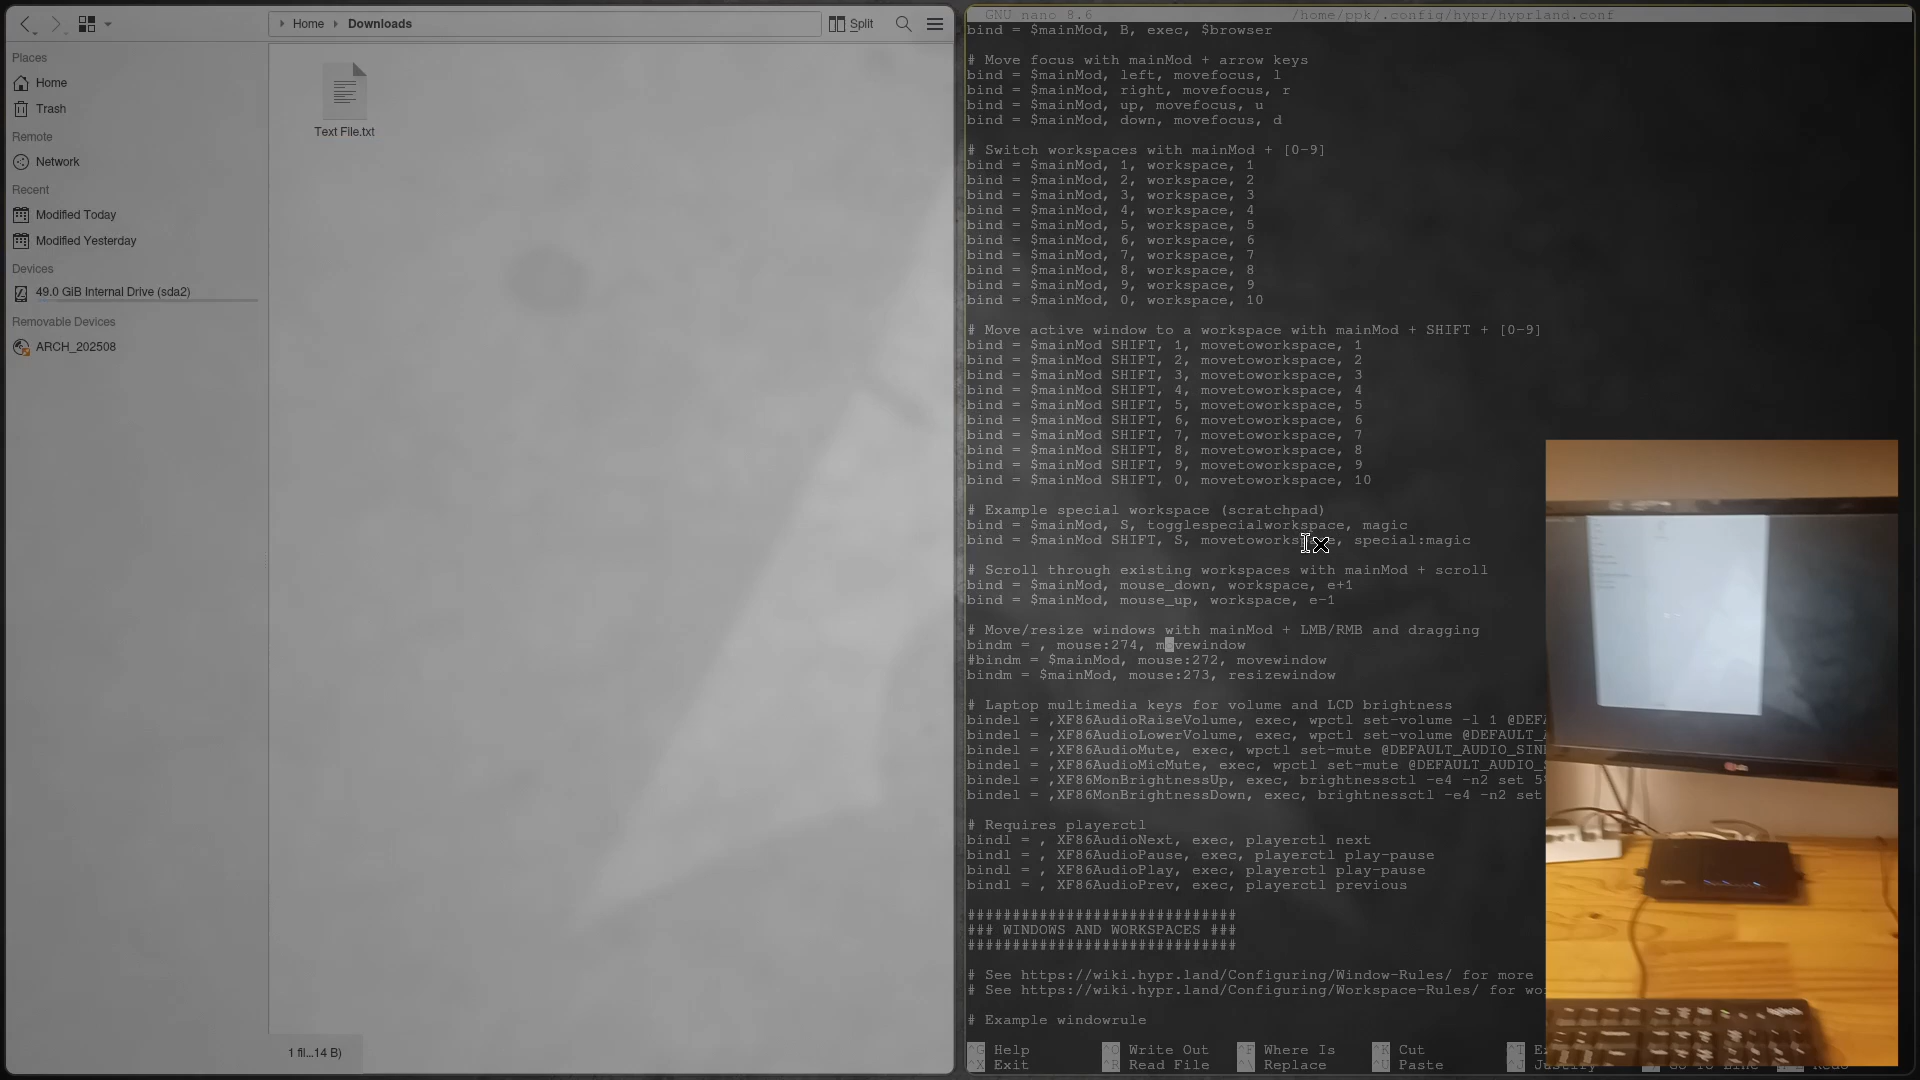 Home
Downloads
Split
Places
Home
Trash
Remote
Network
Recent
Modified Today
Modified Yesterday
Devices
49.0 GiB Internal Drive (sda2)
Removable Devices
ARCH_202508
Text File.txt
1 fil...14 B)
GNU nano 8.6 /home/ppk/.config/hypr/hyprland.conf
bind = $mainMod, B, exec, $browser
# Move focus with mainMod + arrow keys
bind = $mainMod, left, movefocus, l
bind = $mainMod, right, movefocus, r
bind = $mainMod, up, movefocus, u
bind = $mainMod, down, movefocus, d
# Switch workspaces with mainMod + [0-9]
bind = $mainMod, 1, workspace, 1
bind = $mainMod, 2, workspace, 2
bind = $mainMod, 3, workspace, 3
bind = $mainMod, 4, workspace, 4
bind = $mainMod, 5, workspace, 5
bind = $mainMod, 6, workspace, 6
bind = $mainMod, 7, workspace, 7
bind = $mainMod, 8, workspace, 8
bind = $mainMod, 9, workspace, 9
bind = $mainMod, 0, workspace, 10
# Move active window to a workspace with mainMod + SHIFT + [0-9]
bind = $mainMod SHIFT, 1, movetoworkspace, 1
bind = $mainMod SHIFT, 2, movetoworkspace, 2
bind = $mainMod SHIFT, 3, movetoworkspace, 3
bind = $mainMod SHIFT, 4, movetoworkspace, 4
bind = $mainMod SHIFT, 5, movetoworkspace, 5
bind = $mainMod SHIFT, 6, movetoworkspace, 6
bind = $mainMod SHIFT, 7, movetoworkspace, 7
bind = $mainMod SHIFT, 8, movetoworkspace, 8
bind = $mainMod SHIFT, 9, movetoworkspace, 9
bind = $mainMod SHIFT, 0, movetoworkspace, 10
# Example special workspace (scratchpad)
bind = $mainMod, S, togglespecialworkspace, magic
bind = $mainMod SHIFT, S, movetoworkspace, special:magic
# Scroll through existing workspaces with mainMod + scroll
bind = $mainMod, mouse_down, workspace, e+1
bind = $mainMod, mouse_up, workspace, e-1
# Move/resize windows with mainMod + LMB/RMB and dragging
bindm = , mouse:274, movewindow
#bindm = $mainMod, mouse:272, movewindow
bindm = $mainMod, mouse:273, resizewindow
# Laptop multimedia keys for volume and LCD brightness
bindel = ,XF86AudioRaiseVolume, exec, wpctl set-volume -l 1 @DEF
bindel = ,XF86AudioLowerVolume, exec, wpctl set-volume @DEFAULT_
bindel = ,XF86AudioMute, exec, wpctl set-mute @DEFAULT_AUDIO_SIN
bindel = ,XF86AudioMicMute, exec, wpctl set-mute @DEFAULT_AUDIO_
bindel = ,XF86MonBrightnessUp, exec, brightnessctl -e4 -n2 set 5
bindel = ,XF86MonBrightnessDown, exec, brightnessctl -e4 -n2 set
# Requires playerctl
bindl = , XF86AudioNext, exec, playerctl next
bindl = , XF86AudioPause, exec, playerctl play-pause
bindl = , XF86AudioPlay, exec, playerctl play-pause
bindl = , XF86AudioPrev, exec, playerctl previous
##############################
### WINDOWS AND WORKSPACES ###
##############################
# See https://wiki.hypr.land/Configuring/Window-Rules/ for more
# See https://wiki.hypr.land/Configuring/Workspace-Rules/ for wo
# Example windowrule
^G Help ^O Write Out ^F Where Is ^K Cut ^T
^X Exit ^R Read File ^\ Replace ^U Paste ^J Justify